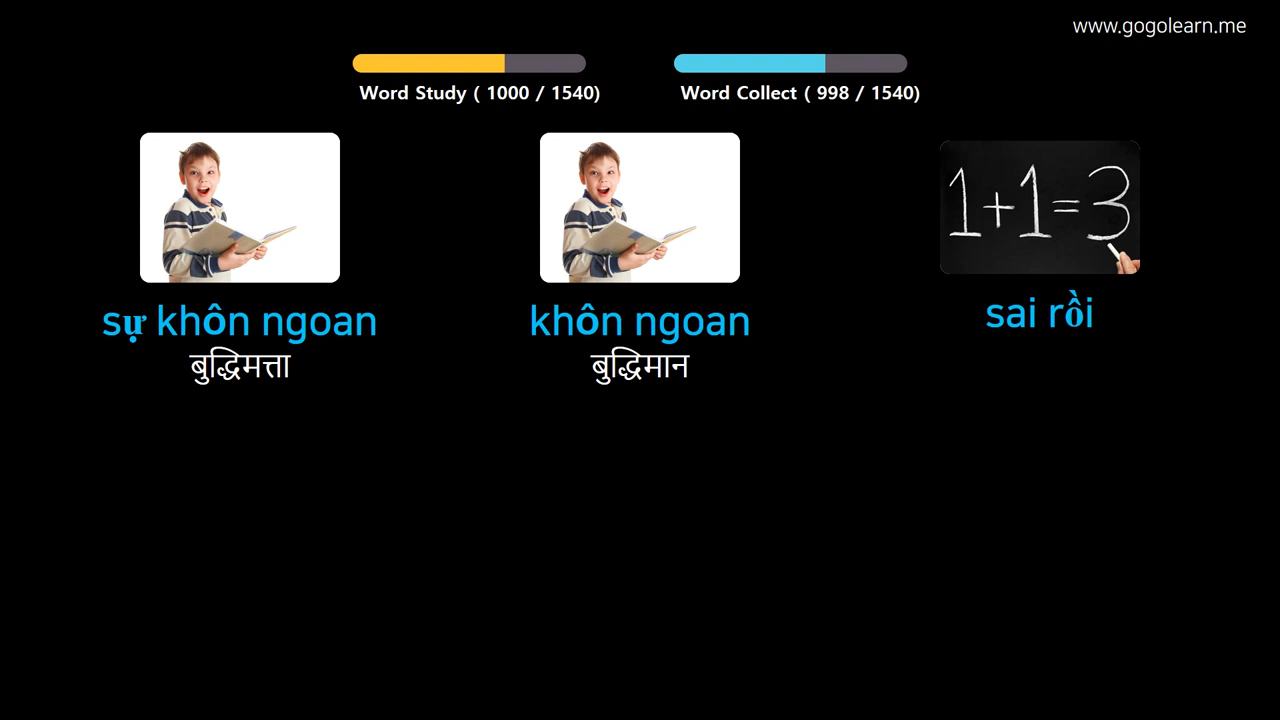 www.gogolearn.me
Word Study ( 1000 / 1540)
Word Collect ( 998 / 1540)
1+1=3
sự khôn ngoan
बुद्धिमत्ता
khôn ngoan
बुद्धिमान
sai rồi